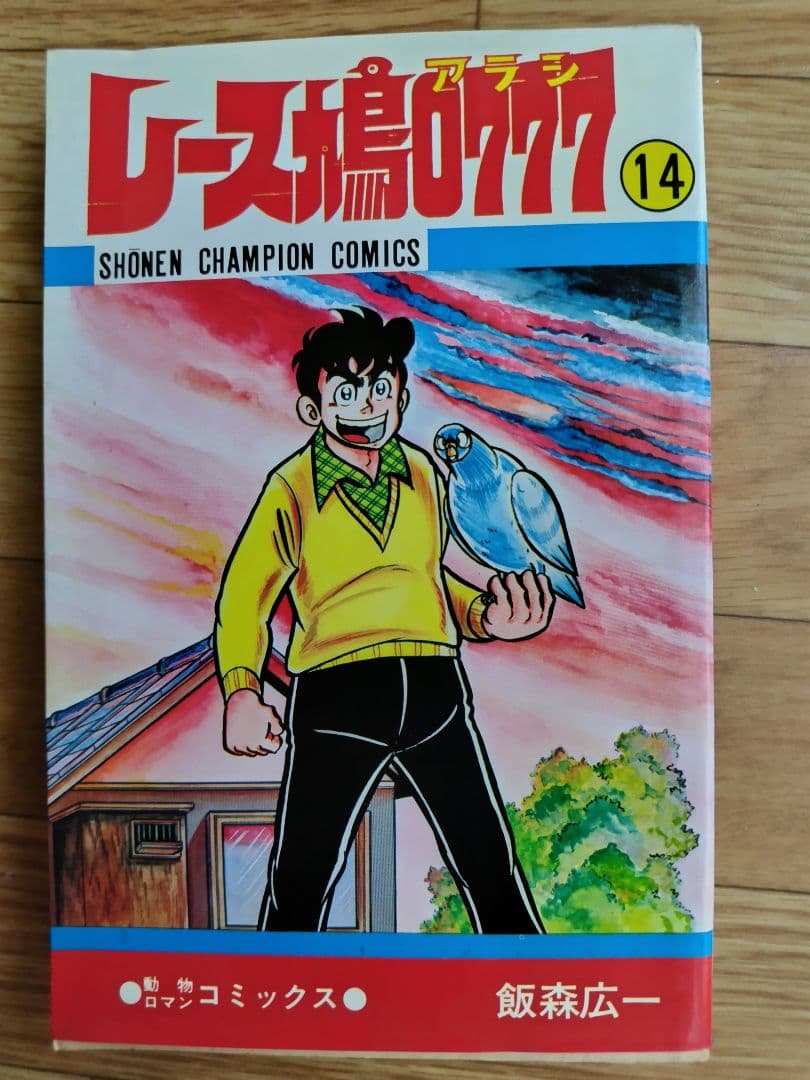 アラシ
レース鳩0777
14
SHŌNEN CHAMPION COMICS
●動物ロマンコミックス●
飯森広一